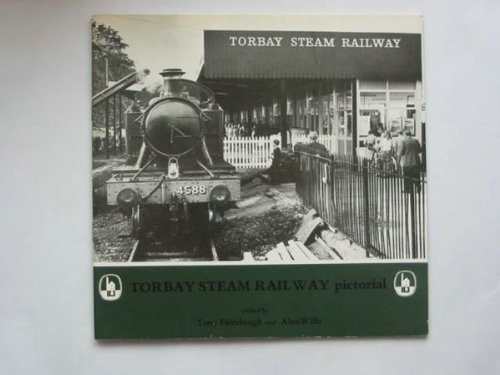 TORBAY STEAM RAILWAY
4588
TORBAY STEAM RAILWAY pictorial
edited by
Tony Fairclough and Alan Wills